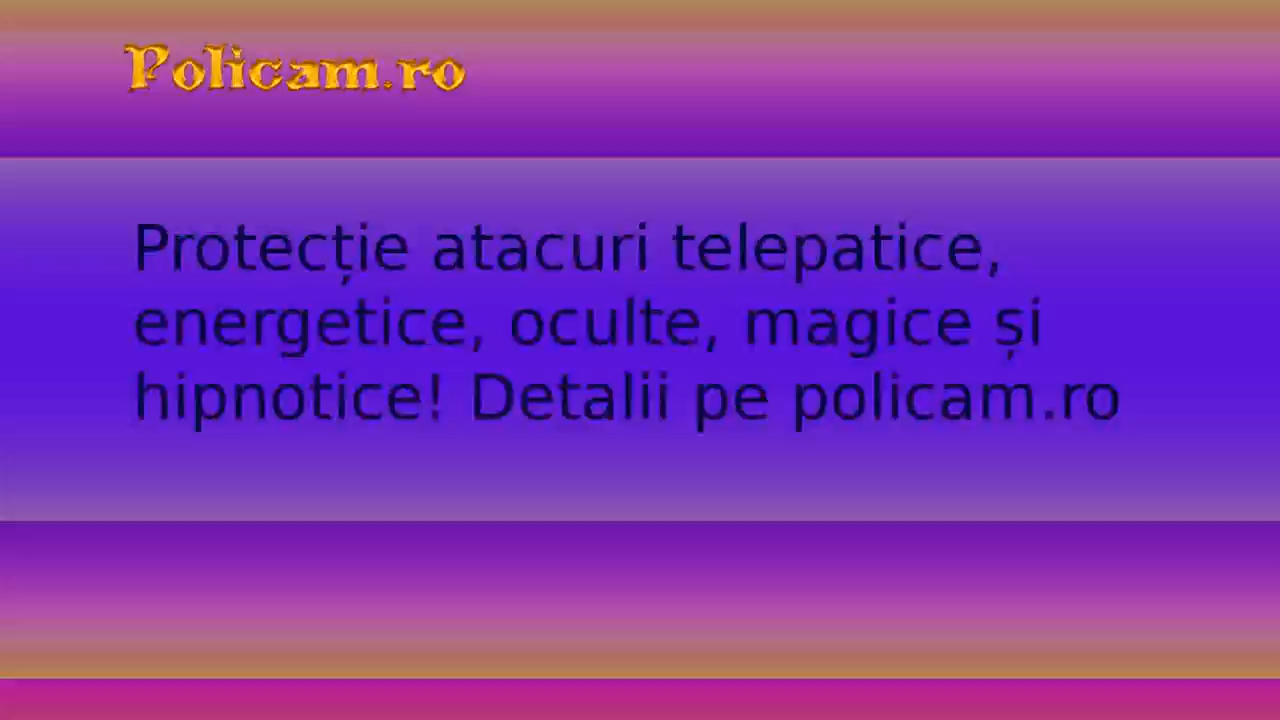 Policam.ro
Protecție atacuri telepatice,
energetice, oculte, magice și
hipnotice! Detalii pe policam.ro